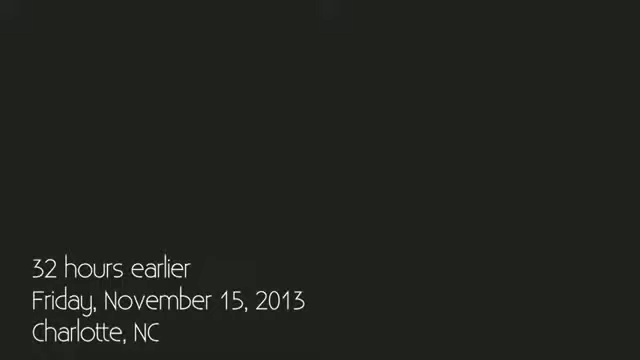 32 hours earlier
Friday, November 15, 2013
Charlotte, NC